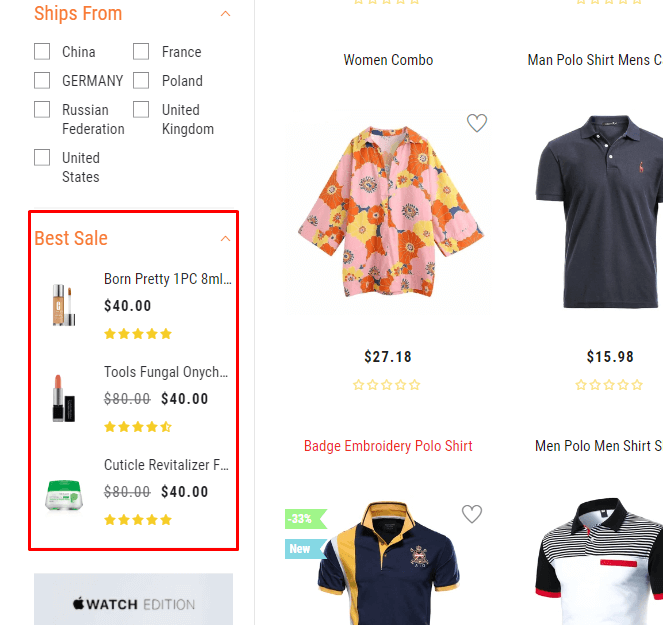 Ships From
China
France
GERMANY
Poland
Russian
Federation
United
Kingdom
United
States
Best Sale
Born Pretty 1PC 8ml...
$40.00
Tools Fungal Onych...
$80.00 $40.00
Cuticle Revitalizer F...
$80.00 $40.00
WATCH EDITION
Women Combo
Man Polo Shirt Mens C
$27.18
$15.98
Badge Embroidery Polo Shirt
Men Polo Men Shirt S
-33%
New